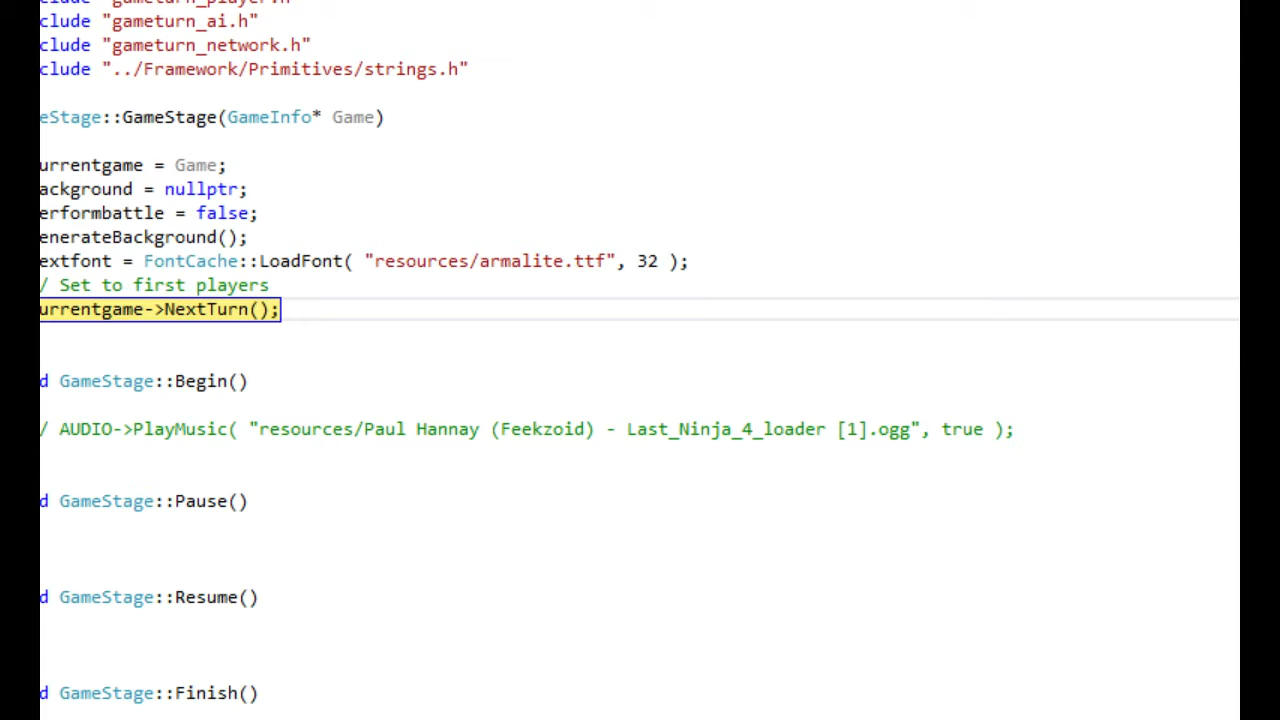 clude "gameturn_player.h"
clude "gameturn_ai.h"
clude "gameturn_network.h"
clude "../Framework/Primitives/strings.h"
eStage::GameStage(GameInfo* Game)
urrentgame = Game;
ackground = nullptr;
erformbattle = false;
enerateBackground();
extfont = FontCache::LoadFont( "resources/armalite.ttf", 32 );
/ Set to first players
urrentgame->NextTurn();
d GameStage::Begin()
/ AUDIO->PlayMusic( "resources/Paul Hannay (Feekzoid) - Last_Ninja_4_loader [1].ogg", true );
d GameStage::Pause()
d GameStage::Resume()
d GameStage::Finish()